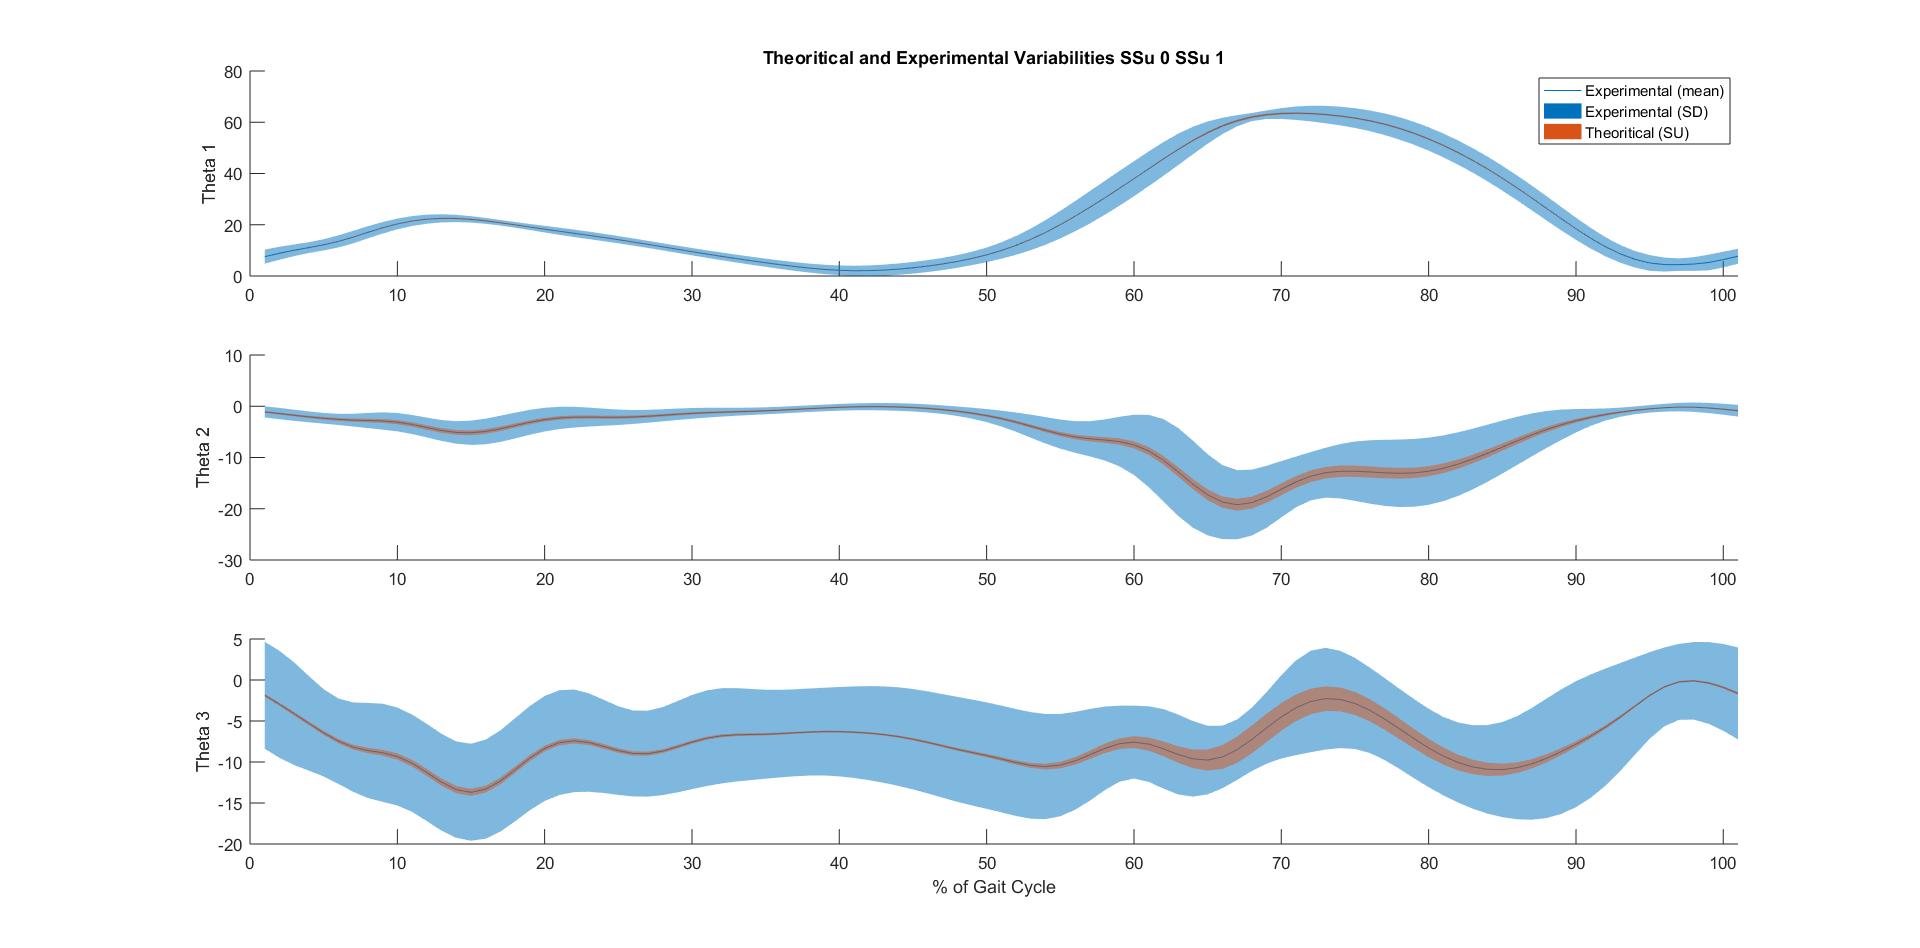 Theoritical and Experimental Variabilities SSu 0 SSu 1
80
60
40
20
0
Theta 1
Experimental (mean)
Experimental (SD)
Theoritical (SU)
0 10 20 30 40 50 60 70 80 90 100
10
0
-10
-20
-30
Theta 2
0 10 20 30 40 50 60 70 80 90 100
5
0
-5
-10
-15
-20
Theta 3
0 10 20 30 40 50 60 70 80 90 100
% of Gait Cycle